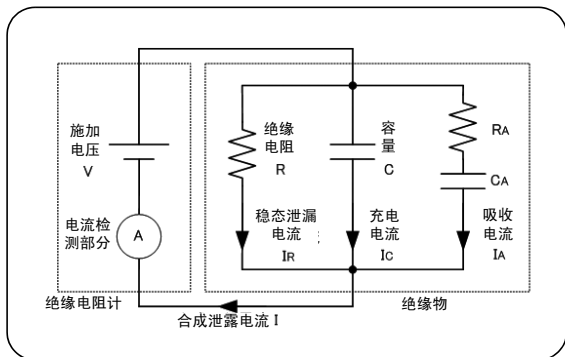 施加
电压
V
电流检
测部分
A
绝缘电阻计
绝缘
电阻
R
稳态泄漏
电流
IR
容
量
C
充电
电流
IC
RA
CA
吸收
电流
IA
绝缘物
合成泄露电流 I